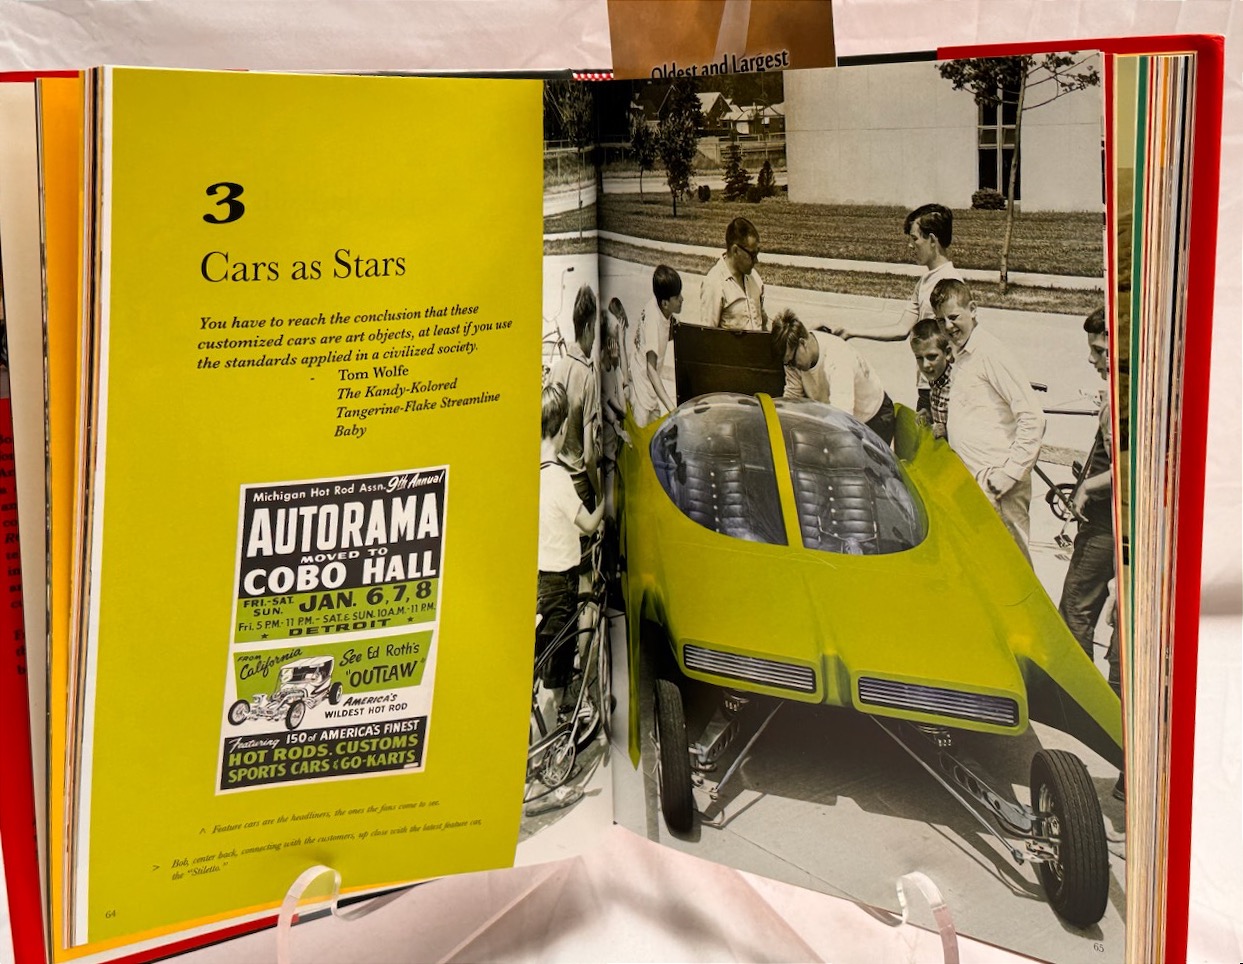 Oldest and Largest
3
Cars as Stars
You have to reach the conclusion that these
customized cars are art objects, at least if you use
the standards applied in a civilized society.
- Tom Wolfe
The Kandy-Kolored
Tangerine-Flake Streamline
Baby
Michigan Hot Rod Assn. 9th Annual
AUTORAMA
MOVED TO
COBO HALL
FRI.-SAT. SUN. JAN. 6,7,8
Fri. 5 P.M.-11 P.M.-SAT.& SUN. 10 A.M.-11 P.M.
★ DETROIT ★
FROM California
See Ed Roth's
"OUTLAW"
AMERICA'S
WILDEST HOT ROD
Featuring 150 of AMERICA'S FINEST
HOT RODS. CUSTOMS
SPORTS CARS & GO-KARTS
^ Feature cars are the headliners, the ones the fans come to see.
> Bob, center back, connecting with the customers, up close with the latest feature car,
the "Stiletto."
64
65